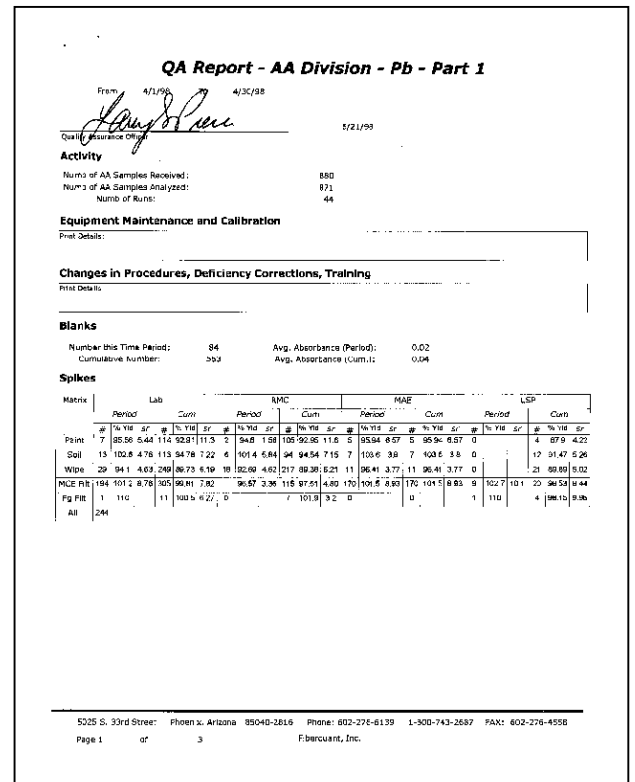 QA Report - AA Division - Pb - Part 1
From 4/1/98 To 4/30/98
5/21/98
Quality Assurance Officer
Activity
Numb of AA Samples Received: 880
Numb of AA Samples Analyzed: 871
Numb of Runs: 44
Equipment Maintenance and Calibration
Print Details:
Changes in Procedures, Deficiency Corrections, Training
Print Details
Blanks
Number this Time Period: 84 Avg. Absorbance (Period): 0.02
Cumulative Number: 553 Avg. Absorbance (Cum.): 0.04
Spikes
Matrix Lab RMC MAE LSP
Period Cum Period Cum Period Cum Period Cum
# % Yld sr # % Yld sr # % Yld sr # % Yld sr # % Yld sr # % Yld sr # % Yld sr # % Yld sr
Paint 7 95.56 5.44 114 92.91 11.3 2 94.8 1.56 105 92.95 11.6 5 95.94 6.57 5 95.94 6.57 0 4 87.9 4.22
Soil 13 102.6 4.76 113 94.78 7.22 6 101.4 5.84 94 94.54 7.15 7 103.6 3.8 7 103.6 3.8 0 12 91.47 5.26
Wipe 29 94.1 4.63 249 89.73 6.19 18 92.69 4.62 217 89.38 6.21 11 96.41 3.77 11 96.41 3.77 0 21 89.89 5.02
MCE Filt 194 101.2 8.78 305 99.81 7.82 96.57 3.36 115 97.51 4.80 170 101.5 8.93 170 101.5 8.93 9 102.7 10.1 20 98.53 8.44
Fg Filt 1 110 11 100.5 6.27 0 7 101.9 3.2 0 0 1 110 4 98.15 9.96
All 244
5025 S. 33rd Street Phoenix, Arizona 85040-2816 Phone: 602-276-6139 1-800-743-2687 FAX: 602-276-4558
Page 1 of 3 Fiberquant, Inc.